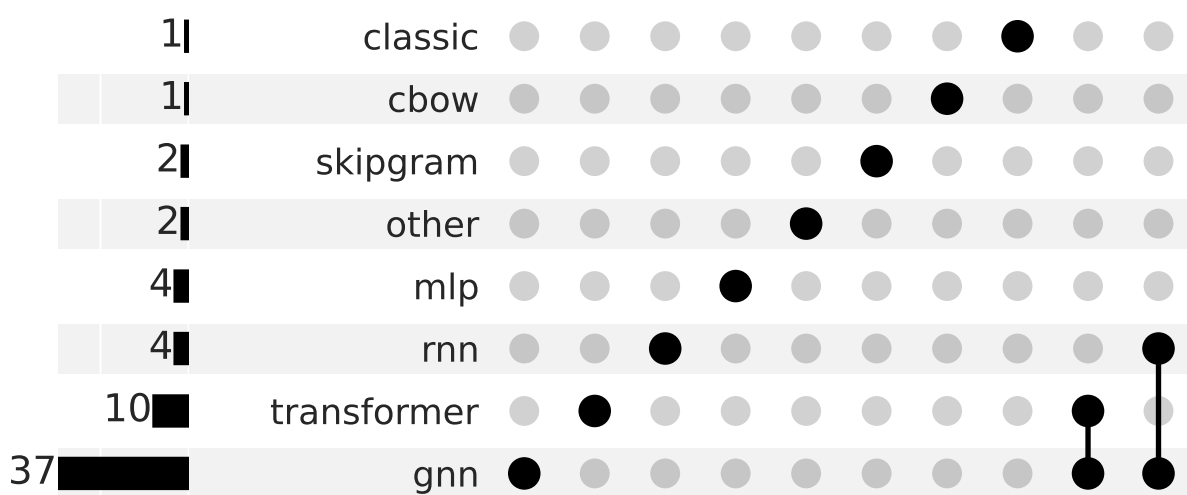 1 classic
1 cbow
2 skipgram
2 other
4 mlp
4 rnn
10 transformer
37 gnn